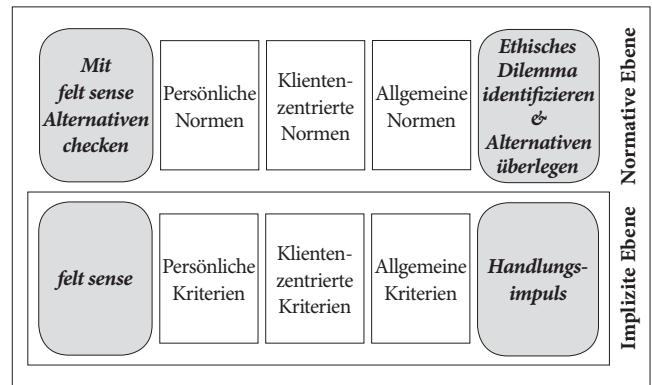 Mit
felt sense
Alternativen
checken
Persönliche
Normen
Klienten-
zentrierte
Normen
Allgemeine
Normen
Ethisches
Dilemma
identifizieren
&
Alternativen
überlegen
Normative Ebene
felt sense
Persönliche
Kriterien
Klienten-
zentrierte
Kriterien
Allgemeine
Kriterien
Handlungs-
impuls
Implizite Ebene